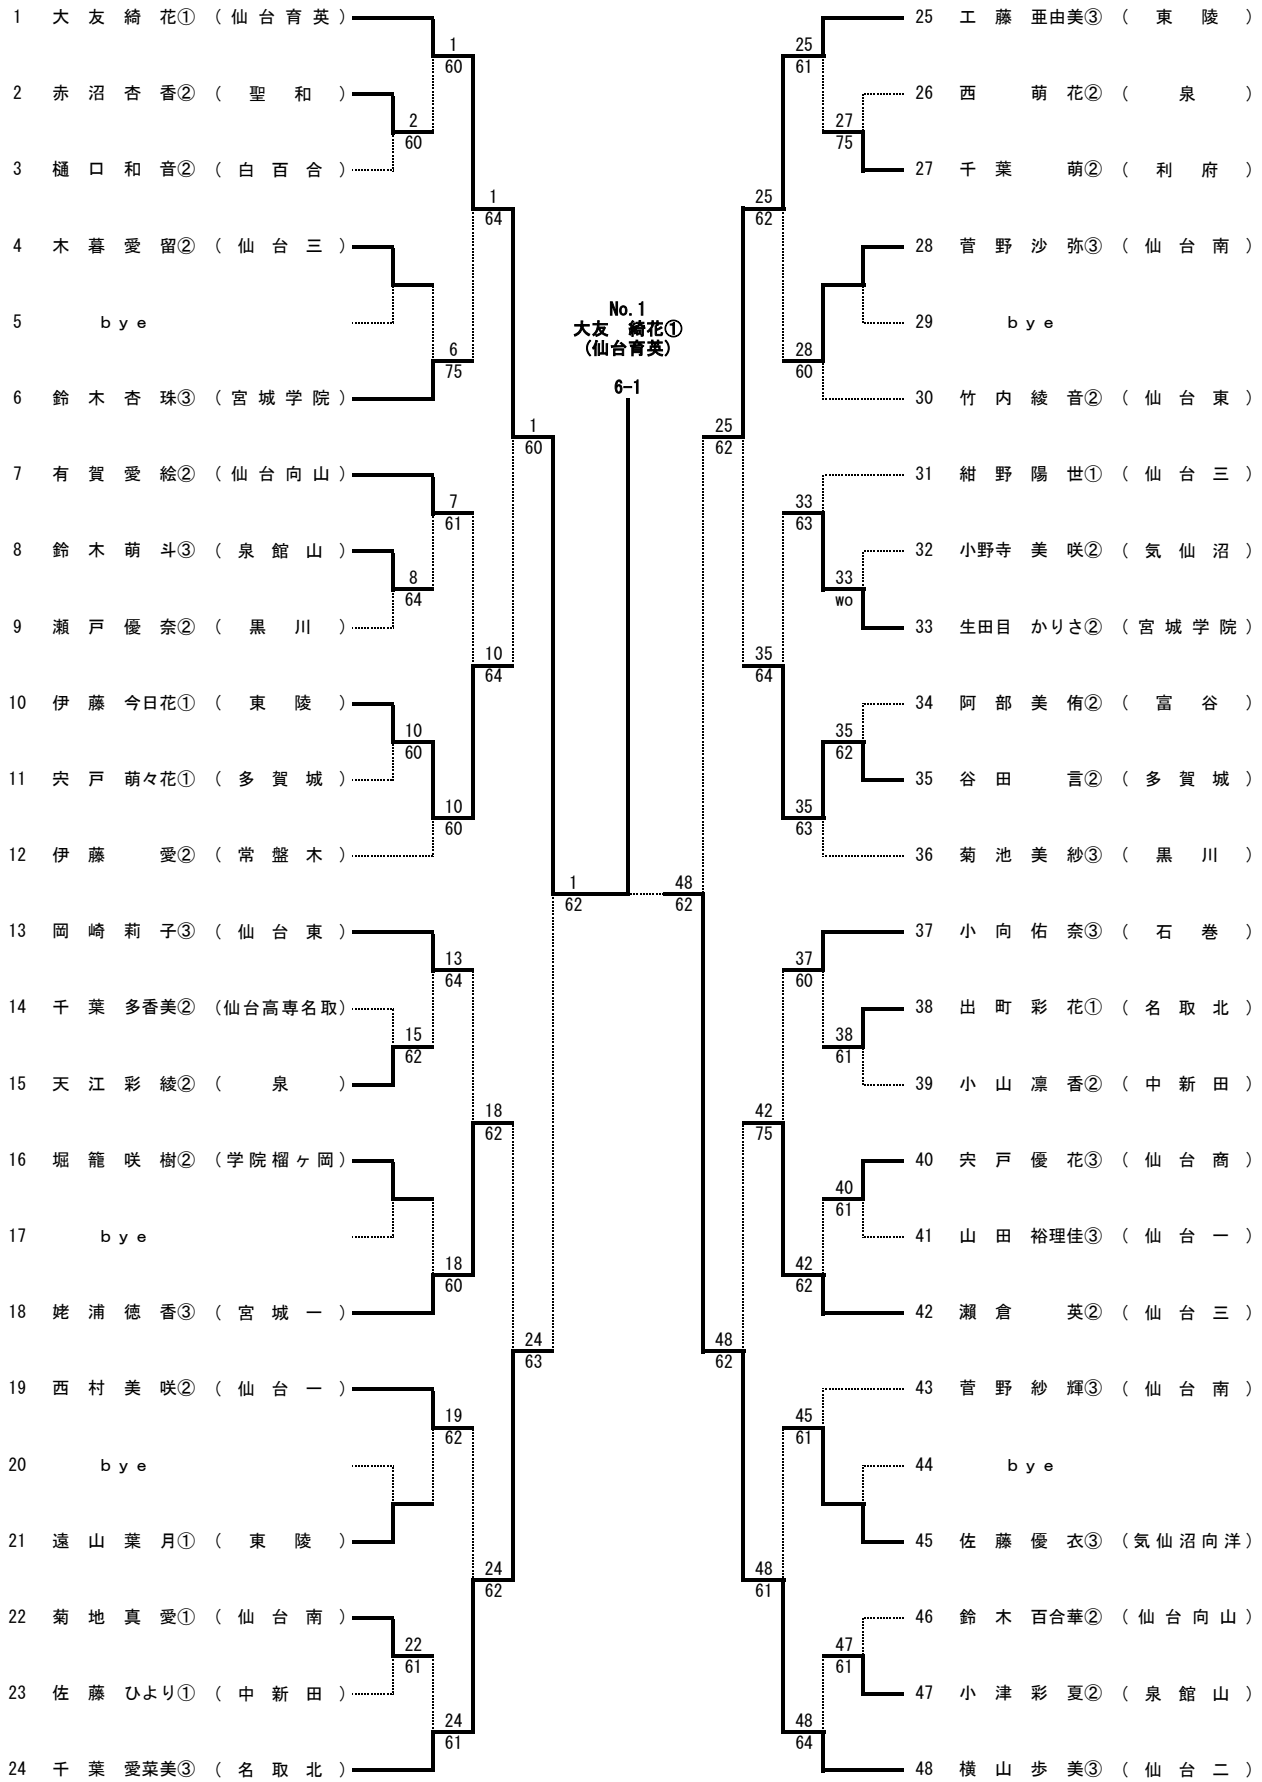 1 大友綺花① (仙台育英)
1
60
2 赤沼杏香② (聖和)
2
60
3 樋口和音② (白百合)
1
64
4 木暮愛留② (仙台三)
5 bye
6
75
6 鈴木杏珠③ (宮城学院)
1
60
7 有賀愛絵② (仙台向山)
7
61
8 鈴木萌斗③ (泉館山)
8
64
9 瀬戸優奈② (黒川)
10
64
10 伊藤今日花① (東陵)
10
60
11 宍戸萌々花① (多賀城)
10
60
12 伊藤愛② (常盤木)
1
62
13 岡崎莉子③ (仙台東)
13
64
14 千葉多香美② (仙台高専名取)
15
62
15 天江彩綾② (泉)
18
62
16 堀籠咲樹② (学院榴ヶ岡)
17 bye
18
60
18 姥浦徳香③ (宮城一)
24
63
19 西村美咲② (仙台一)
19
62
20 bye
21 遠山葉月① (東陵)
24
62
22 菊地真愛① (仙台南)
22
61
23 佐藤ひより① (中新田)
24
61
24 千葉愛菜美③ (名取北)
No.1
大友 綺花①
(仙台育英)
6-1
25 工藤亜由美③ (東陵)
25
61
26 西萌花② (泉)
27
75
27 千葉萌② (利府)
25
62
28 菅野沙弥③ (仙台南)
29 bye
28
60
30 竹内綾音② (仙台東)
25
62
31 紺野陽世① (仙台三)
33
63
32 小野寺美咲② (気仙沼)
33
wo
33 生田目かりさ② (宮城学院)
35
64
34 阿部美侑② (富谷)
35
62
35 谷田言② (多賀城)
35
63
36 菊池美紗③ (黒川)
48
62
37 小向佑奈③ (石巻)
37
60
38 出町彩花① (名取北)
38
61
39 小山凛香② (中新田)
42
75
40 宍戸優花③ (仙台商)
40
61
41 山田裕理佳③ (仙台一)
42
62
42 瀬倉英② (仙台三)
48
62
43 菅野紗輝③ (仙台南)
45
61
44 bye
45 佐藤優衣③ (気仙沼向洋)
48
61
46 鈴木百合華② (仙台向山)
47
61
47 小津彩夏② (泉館山)
48
64
48 横山歩美③ (仙台二)